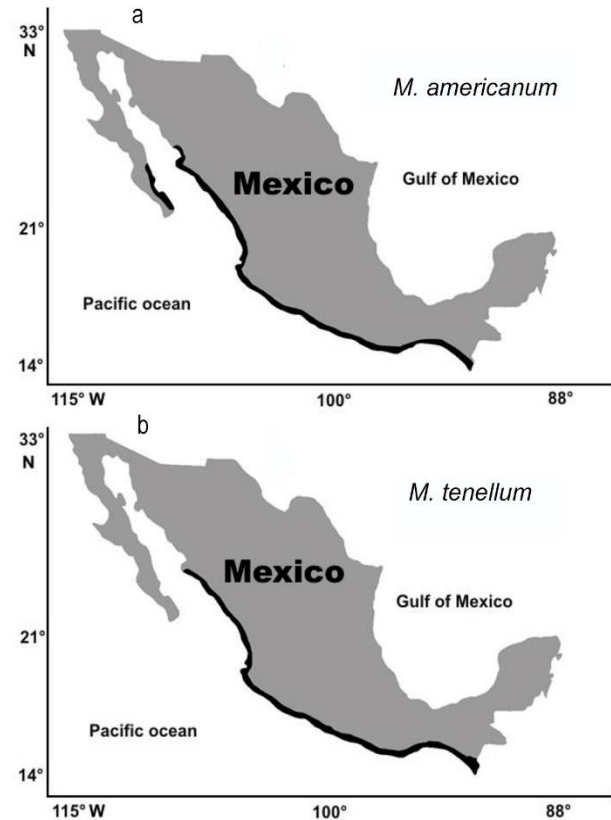 a
33°
N
M. americanum
Mexico
Gulf of Mexico
21°
Pacific ocean
14°
115° W 100° 88°
b
33°
N
M. tenellum
Mexico
Gulf of Mexico
21°
Pacific ocean
14°
115° W 100° 88°